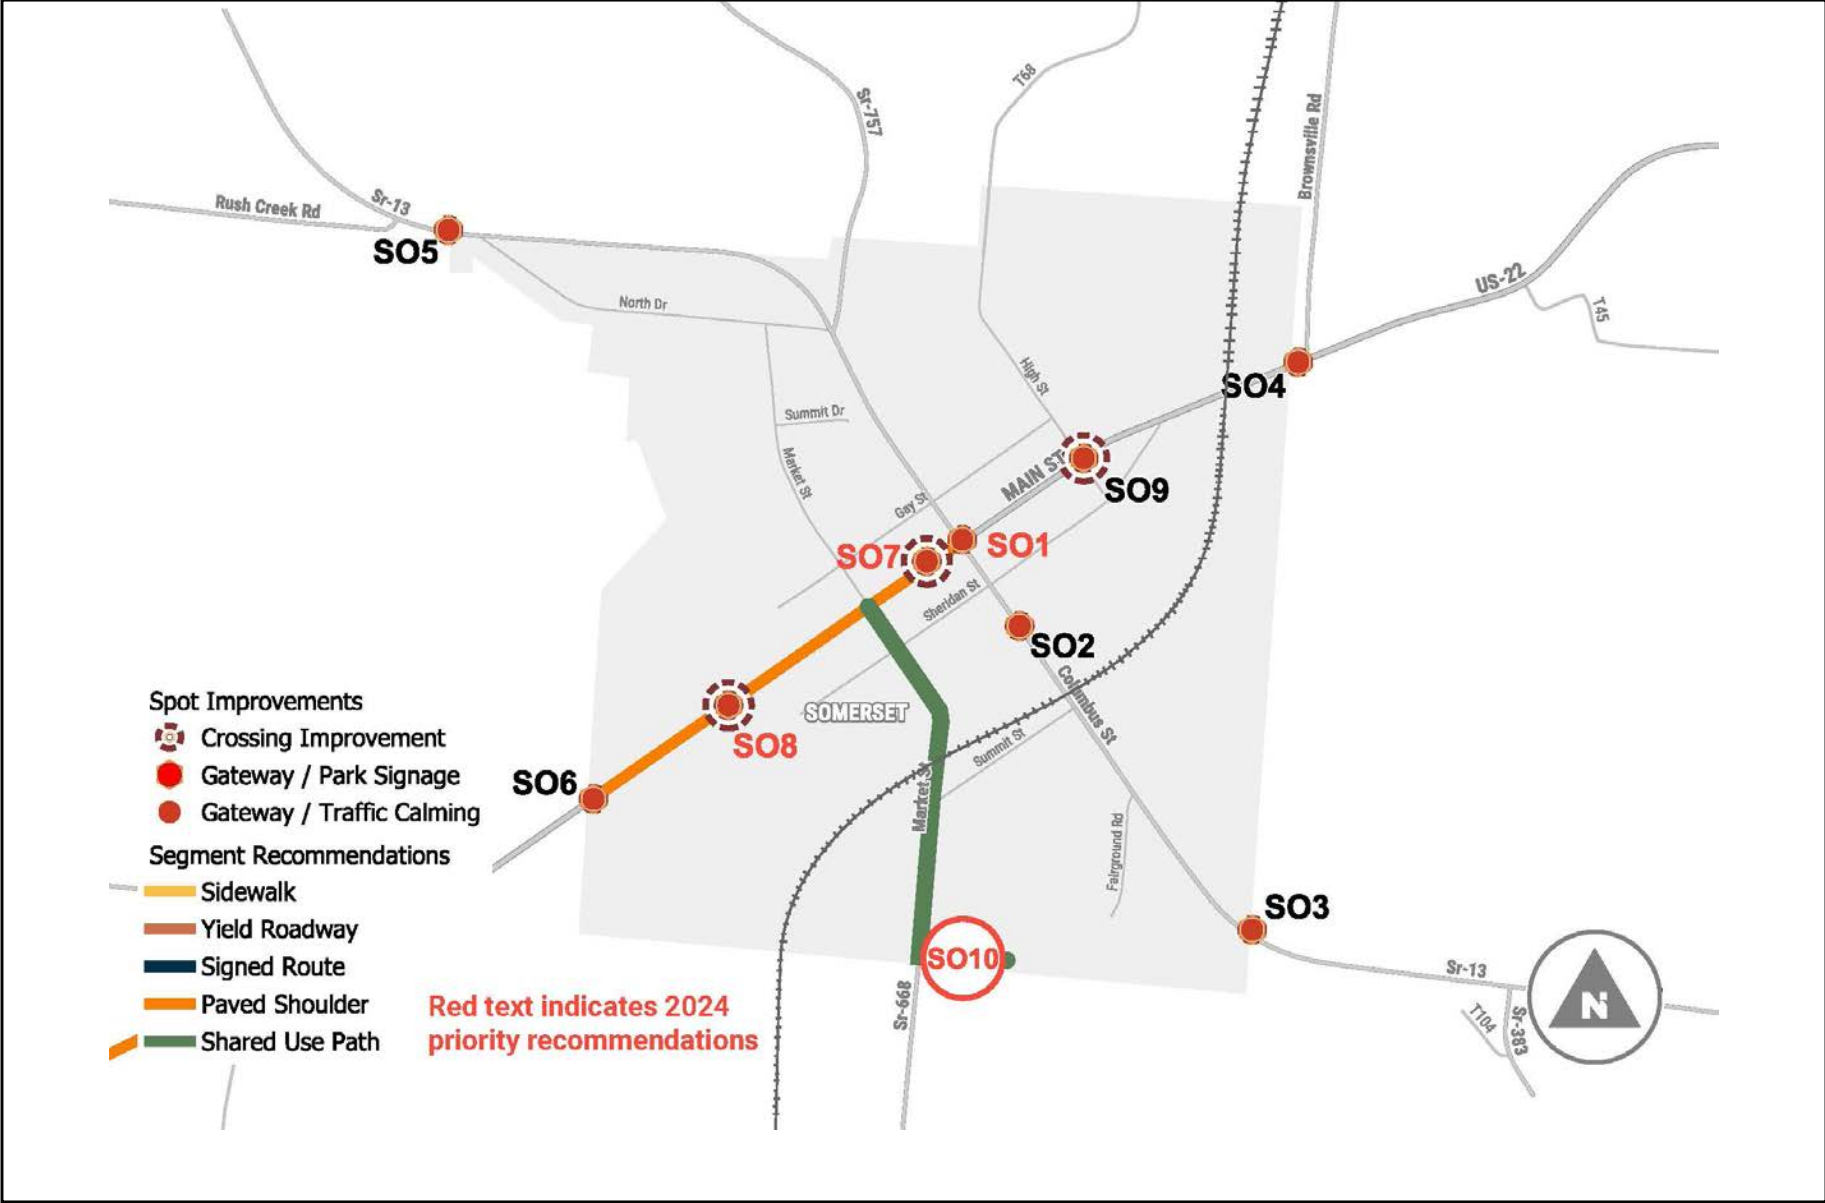 Sr-757
T68
Brownsville Rd
Rush Creek Rd
Sr-13
SO5
North Dr
US-22
T45
High St
SO4
Summit Dr
Market St
MAIN ST
SO9
Gay St
SO7
SO1
Sheridan St
SO2
Columbus St
SOMERSET
SO8
Summit St
SO6
Market St
Fairground Rd
SO3
SO10
Sr-13
Sr-668
T104
Sr-383
N
Spot Improvements
Crossing Improvement
Gateway / Park Signage
Gateway / Traffic Calming
Segment Recommendations
Sidewalk
Yield Roadway
Signed Route
Paved Shoulder
Shared Use Path
Red text indicates 2024
priority recommendations